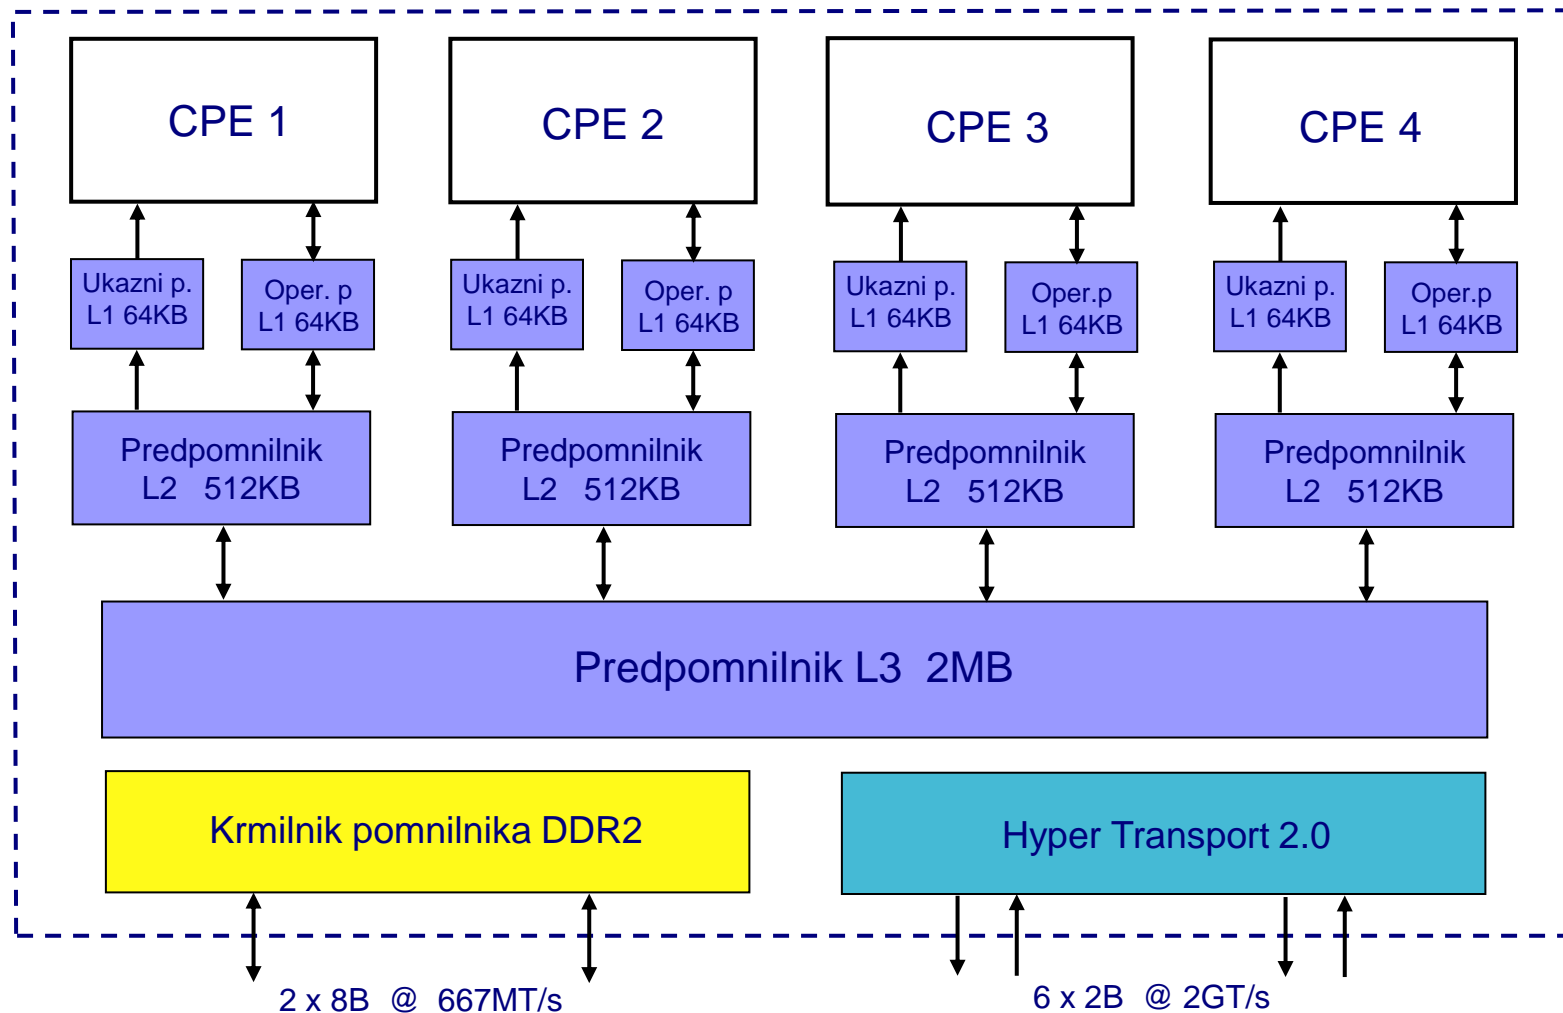 CPE 1
CPE 2
CPE 3
CPE 4
Ukazni p.
L1 64KB
Oper. p
L1 64KB
Ukazni p.
L1 64KB
Oper. p
L1 64KB
Ukazni p.
L1 64KB
Oper.p
L1 64KB
Ukazni p.
L1 64KB
Oper.p
L1 64KB
Predpomnilnik
L2 512KB
Predpomnilnik
L2 512KB
Predpomnilnik
L2 512KB
Predpomnilnik
L2 512KB
Predpomnilnik L3 2MB
Krmilnik pomnilnika DDR2
Hyper Transport 2.0
2 x 8B @ 667MT/s
6 x 2B @ 2GT/s